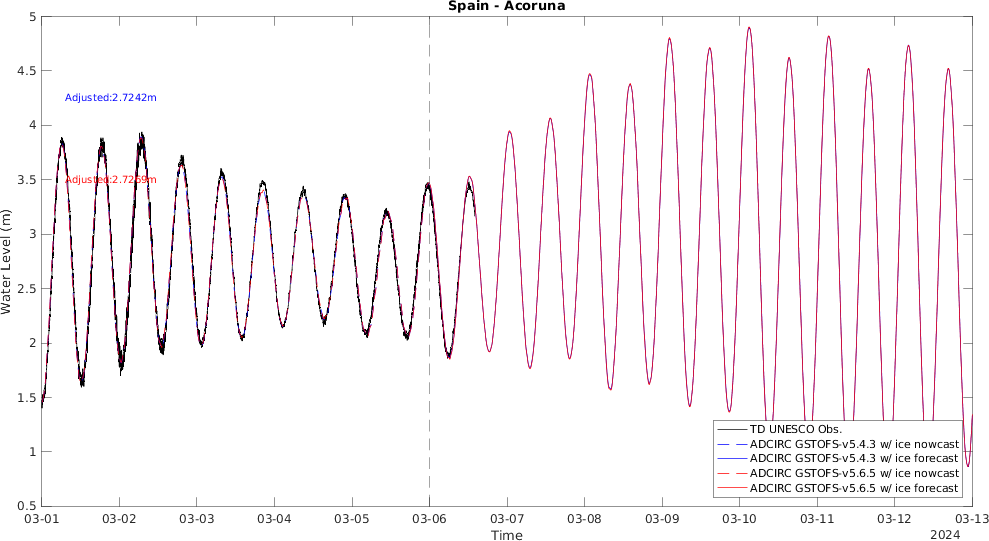 Spain - Acoruna
5
4.5
4
3.5
3
2.5
2
1.5
1
0.5
Water Level (m)
Adjusted:2.7242m
Adjusted:2.7269m
TD UNESCO Obs.
ADCIRC GSTOFS-v5.4.3 w/ ice nowcast
ADCIRC GSTOFS-v5.4.3 w/ ice forecast
ADCIRC GSTOFS-v5.6.5 w/ ice nowcast
ADCIRC GSTOFS-v5.6.5 w/ ice forecast
03-01 03-02 03-03 03-04 03-05 03-06 03-07 03-08 03-09 03-10 03-11 03-12 03-13
Time
2024